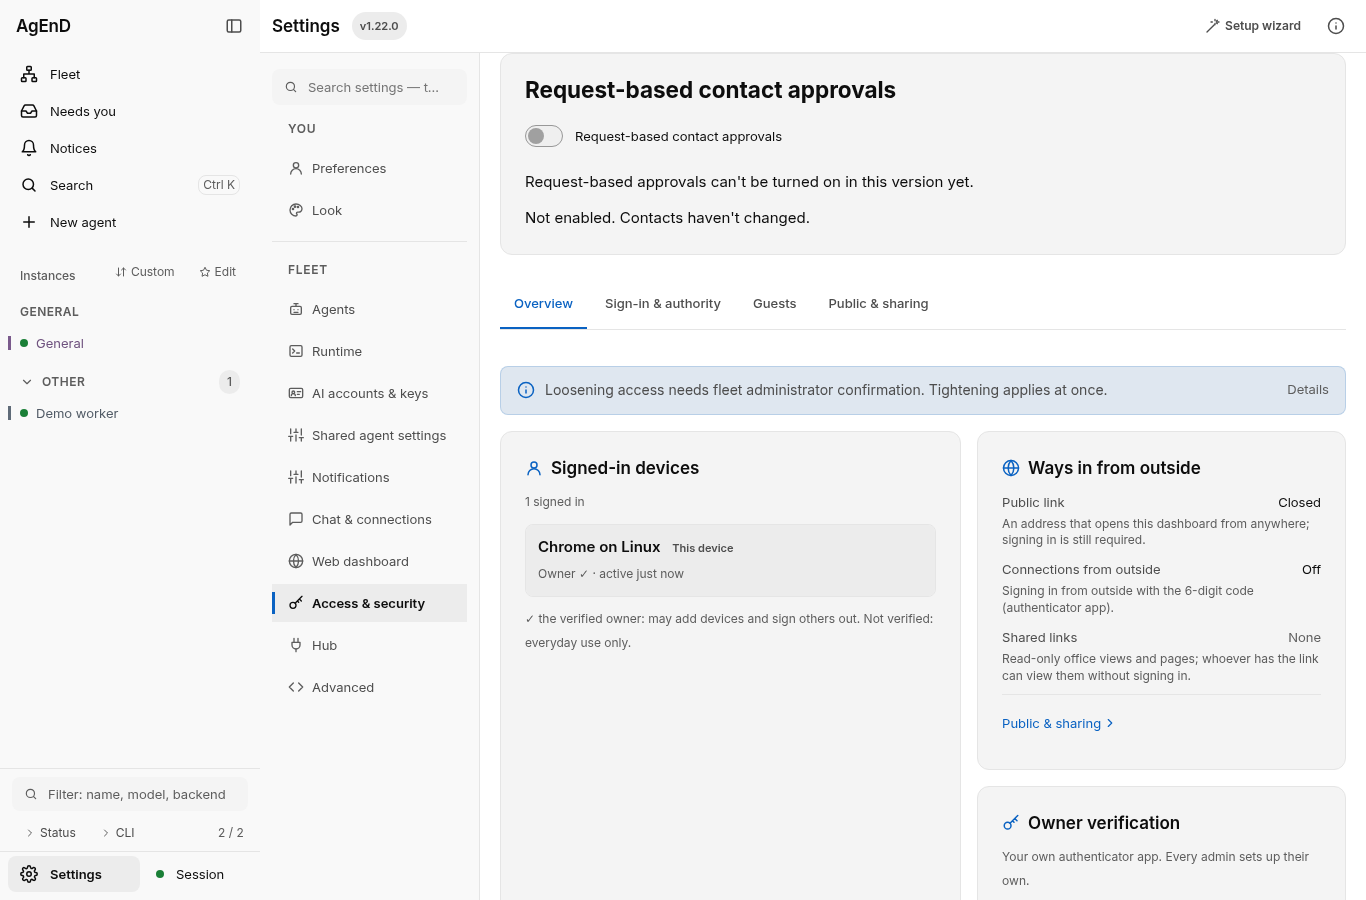 AgEnD
Fleet
Needs you
Notices
Search
Ctrl K
New agent
Instances
Custom
Edit
GENERAL
General
OTHER
1
Demo worker
Filter: name, model, backend
Status
CLI
2 / 2
Settings
Session
Settings
v1.22.0
Setup wizard
Search settings — t...
YOU
Preferences
Look
FLEET
Agents
Runtime
AI accounts & keys
Shared agent settings
Notifications
Chat & connections
Web dashboard
Access & security
Hub
Advanced
Request-based contact approvals
Request-based contact approvals
Request-based approvals can't be turned on in this version yet.
Not enabled. Contacts haven't changed.
Overview
Sign-in & authority
Guests
Public & sharing
Loosening access needs fleet administrator confirmation. Tightening applies at once.
Details
Signed-in devices
1 signed in
Chrome on Linux
This device
Owner ✓ · active just now
✓ the verified owner: may add devices and sign others out. Not verified:
everyday use only.
Ways in from outside
Public link
Closed
An address that opens this dashboard from anywhere;
signing in is still required.
Connections from outside
Off
Signing in from outside with the 6-digit code
(authenticator app).
Shared links
None
Read-only office views and pages; whoever has the link
can view them without signing in.
Public & sharing
Owner verification
Your own authenticator app. Every admin sets up their
own.